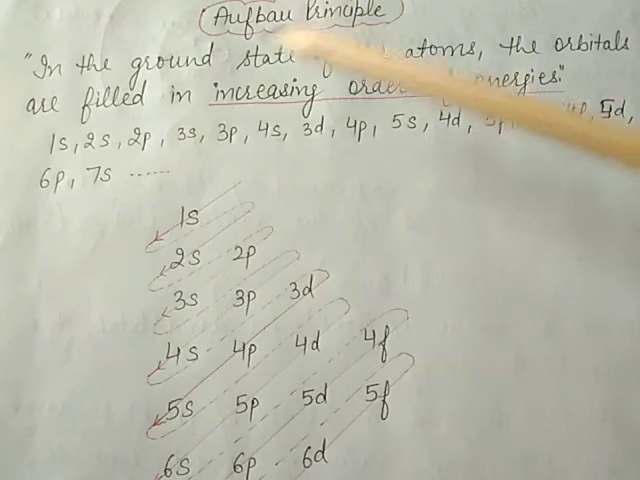 Aufbau Principle
"In the ground state atoms, the orbitals
are filled in increasing order energies"
1s, 2s, 2p, 3s, 3p, 4s, 3d, 4p, 5s, 4d, 5d,
6p, 7s ......
1s
2s 2p
3s 3p 3d
4s 4p 4d 4f
5s 5p 5d 5f
6s 6p 6d